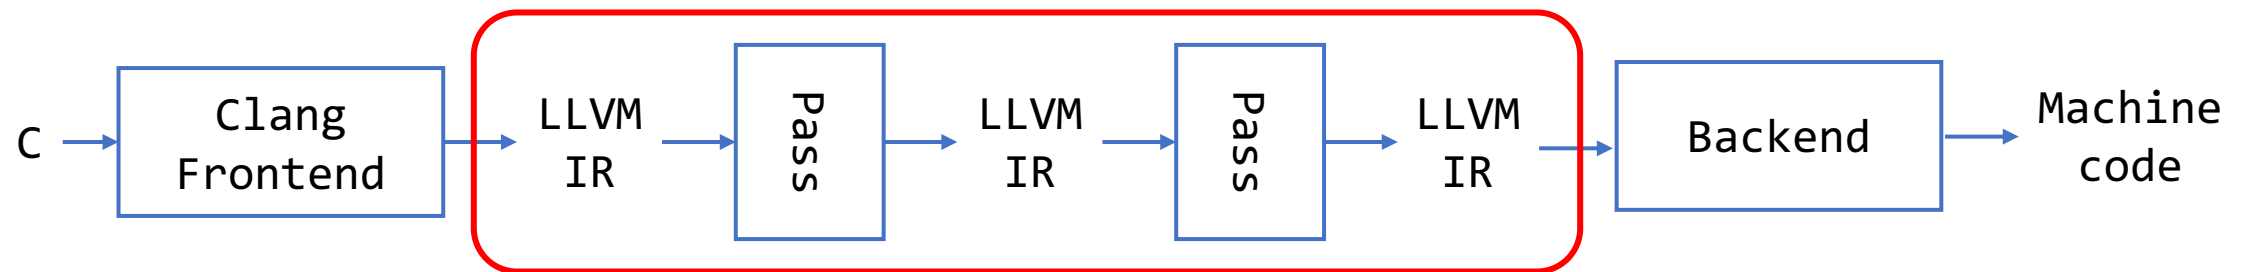 C
Clang
Frontend
LLVM
IR
Pass
LLVM
IR
Pass
LLVM
IR
Backend
Machine
code